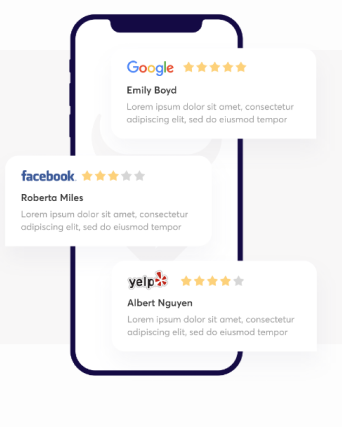 Google
Emily Boyd
Lorem ipsum dolor sit amet, consectetur
adipiscing elit, sed do eiusmod tempor
facebook
Roberta Miles
Lorem ipsum dolor sit amet, consectetur
adipiscing elit, sed do eiusmod tempor
yelp
Albert Nguyen
Lorem ipsum dolor sit amet, consectetur
adipiscing elit, sed do eiusmod tempor